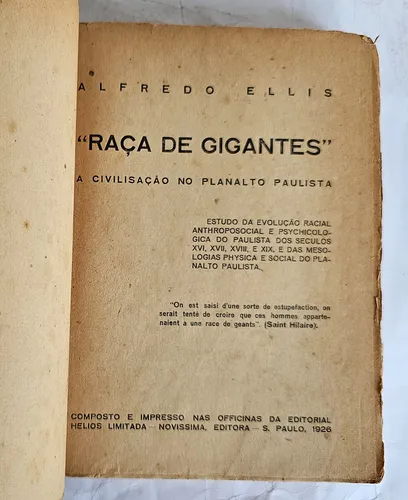 ALFREDO ELLIS
"RAÇA DE GIGANTES"
A CIVILISAÇÃO NO PLANALTO PAULISTA
ESTUDO DA EVOLUÇÃO RACIAL
ANTHROPOSOCIAL E PSYCHICOLO-
GICA DO PAULISTA DOS SECULOS
XVI, XVII, XVIII, E XIX, E DAS MESO-
LOGIAS PHYSICA E SOCIAL DO PLA-
NALTO PAULISTA.
"On est saisi d'une sorte de estupefaction, on
serait tenté de croire que ces hommes apparte-
naient a une race de geants". (Saint Hilaire).
COMPOSTO E IMPRESSO NAS OFFICINAS DA EDITORIAL
HELIOS LIMITADA — NOVISSIMA, EDITORA — S. PAULO, 1926